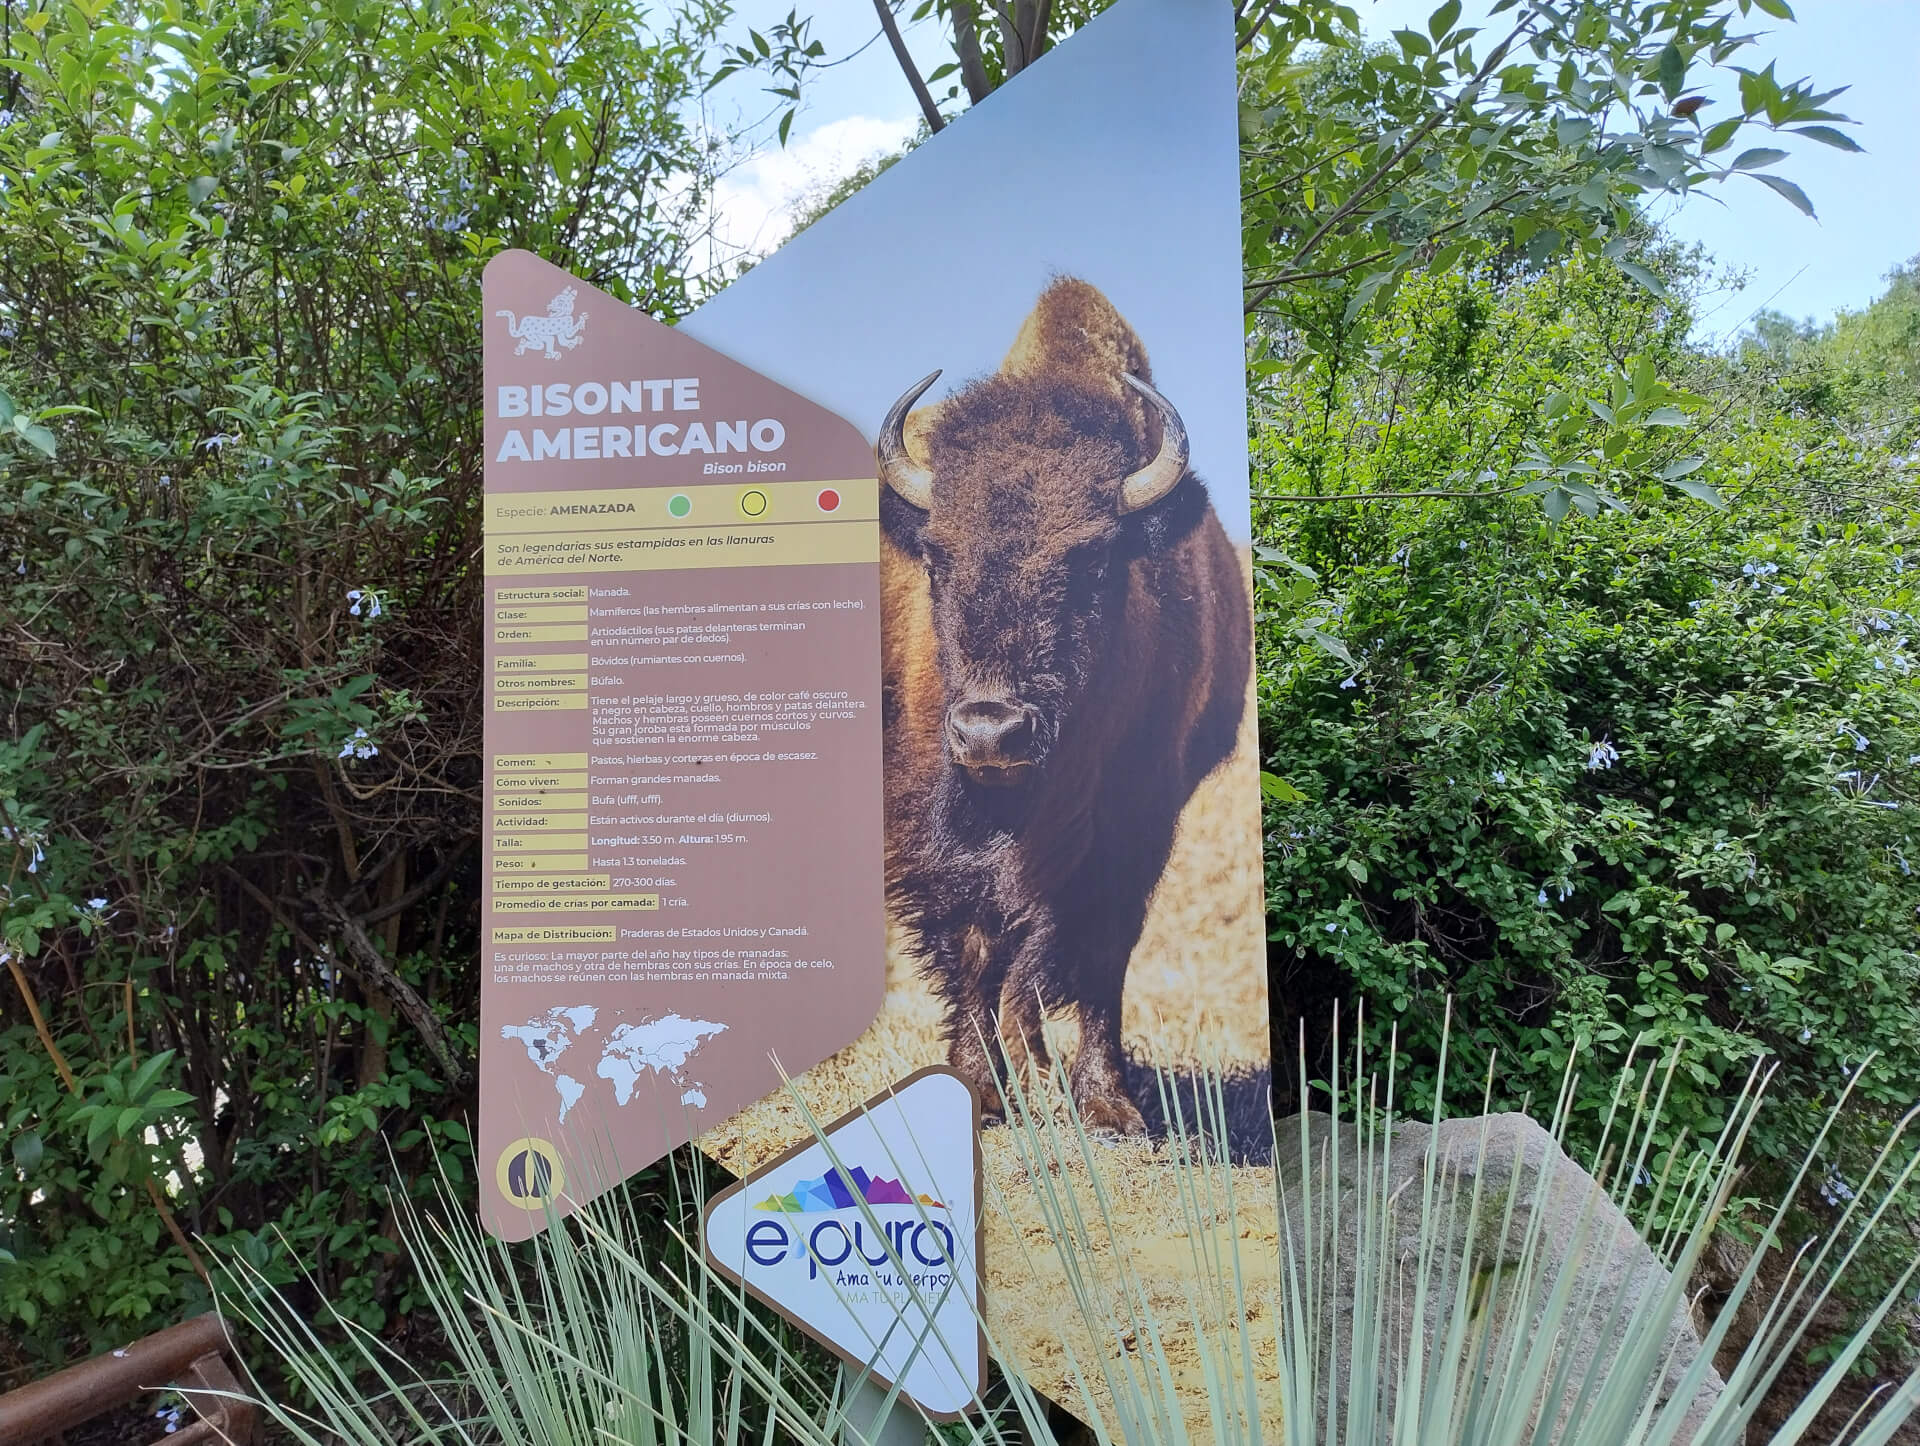 BISONTE
AMERICANO
Bison bison
Especie: AMENAZADA
Son legendarias sus estampidas en las llanuras
de América del Norte.
Estructura social: Manada.
Clase: Mamíferos (las hembras alimentan a sus crías con leche).
Orden: Artiodáctilos (sus patas delanteras terminan
en un número par de dedos).
Familia: Bóvidos (rumiantes con cuernos).
Otros nombres: Búfalo.
Descripción: Tiene el pelaje largo y grueso, de color café oscuro
a negro en cabeza, cuello, hombros y patas delantera.
Machos y hembras poseen cuernos cortos y curvos.
Su gran joroba está formada por músculos
que sostienen la enorme cabeza.
Comen: Pastos, hierbas y cortezas en época de escasez.
Cómo viven: Forman grandes manadas.
Sonidos: Bufa (ufff, ufff).
Actividad: Están activos durante el día (diurnos).
Talla: Longitud: 3.50 m. Altura: 1.95 m.
Peso: Hasta 1.3 toneladas.
Tiempo de gestación: 270-300 días.
Promedio de crías por camada: 1 cría.
Mapa de Distribución: Praderas de Estados Unidos y Canadá.
Es curioso: La mayor parte del año hay tipos de manadas:
una de machos y otra de hembras con sus crías. En época de celo,
los machos se reúnen con las hembras en manada mixta.
e pura
Ama tu cuerpo
AMA TU PLANETA